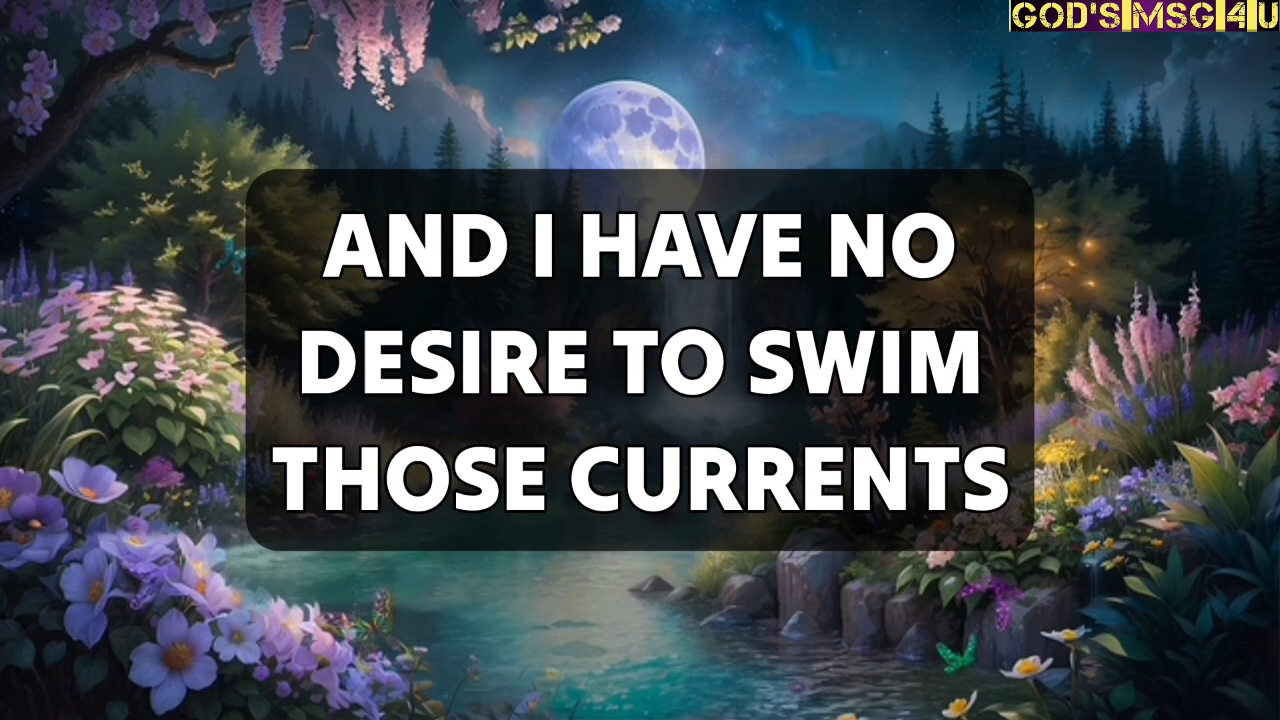 GOD'S MSG 4 U
AND I HAVE NO
DESIRE TO SWIM
THOSE CURRENTS